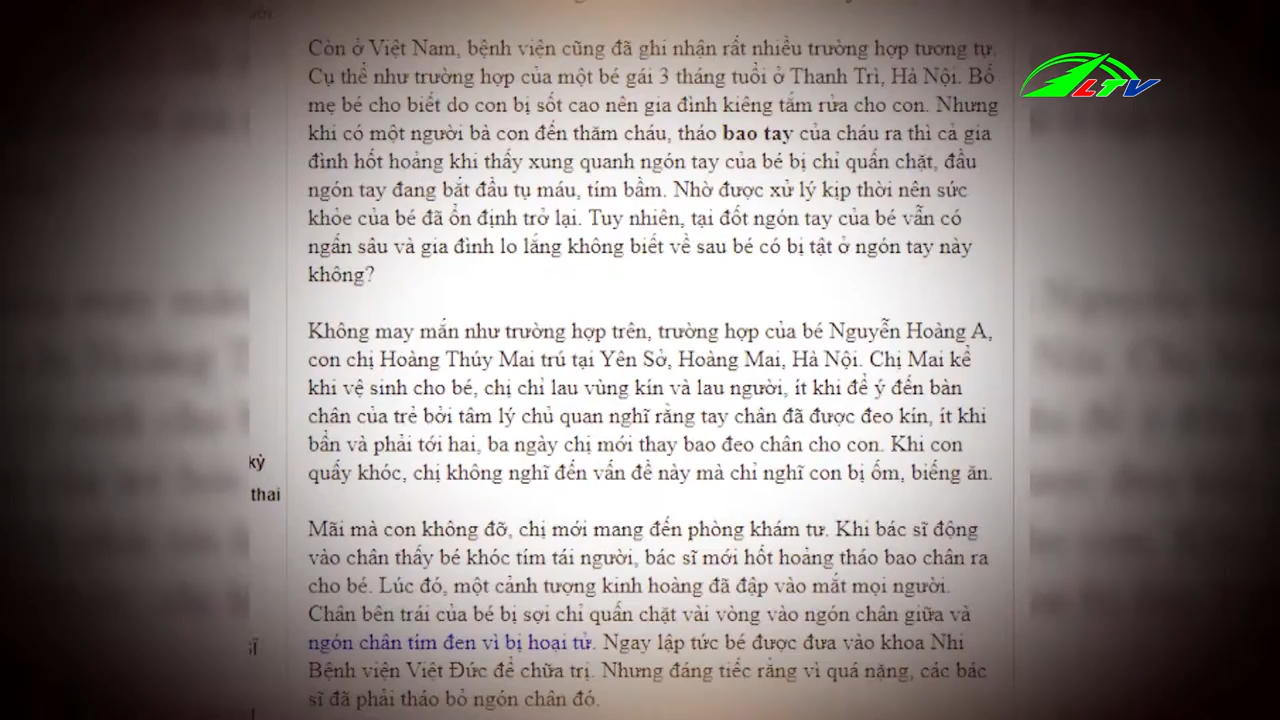 Còn ở Việt Nam, bệnh viện cũng đã ghi nhận rất nhiều trường hợp tương tự.
Cụ thể như trường hợp của một bé gái 3 tháng tuổi ở Thanh Trì, Hà Nội. Bố
mẹ bé cho biết do con bị sốt cao nên gia đình kiêng tắm rửa cho con. Nhưng
khi có một người bà con đến thăm cháu, tháo bao tay của cháu ra thì cả gia
đình hốt hoảng khi thấy xung quanh ngón tay của bé bị chỉ quấn chặt, đầu
ngón tay đang bắt đầu tụ máu, tím bầm. Nhờ được xử lý kịp thời nên sức
khỏe của bé đã ổn định trở lại. Tuy nhiên, tại đốt ngón tay của bé vẫn có
ngấn sâu và gia đình lo lắng không biết về sau bé có bị tật ở ngón tay này
không?
Không may mắn như trường hợp trên, trường hợp của bé Nguyễn Hoàng A,
con chị Hoàng Thúy Mai trú tại Yên Sở, Hoàng Mai, Hà Nội. Chị Mai kể
khi vệ sinh cho bé, chị chỉ lau vùng kín và lau người, ít khi để ý đến bàn
chân của trẻ bởi tâm lý chủ quan nghĩ rằng tay chân đã được đeo kín, ít khi
bẩn và phải tới hai, ba ngày chị mới thay bao đeo chân cho con. Khi con
quấy khóc, chị không nghĩ đến vấn đề này mà chỉ nghĩ con bị ốm, biếng ăn.
Mãi mà con không đỡ, chị mới mang đến phòng khám tư. Khi bác sĩ động
vào chân thấy bé khóc tím tái người, bác sĩ mới hốt hoảng tháo bao chân ra
cho bé. Lúc đó, một cảnh tượng kinh hoàng đã đập vào mắt mọi người.
Chân bên trái của bé bị sợi chỉ quấn chặt vài vòng vào ngón chân giữa và
ngón chân tím đen vì bị hoại tử. Ngay lập tức bé được đưa vào khoa Nhi
Bệnh viện Việt Đức để chữa trị. Nhưng đáng tiếc rằng vì quá nặng, các bác
sĩ đã phải tháo bỏ ngón chân đó.
kỳ
thai
LTV